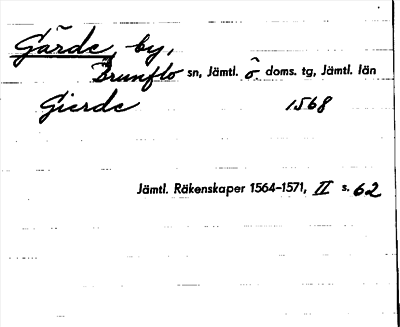 Gärde, by,
Brunflo sn, Jämtl. ö. doms. tg, Jämtl. län
Gierde 1568
Jämtl. Räkenskaper 1564-1571, II s. 62